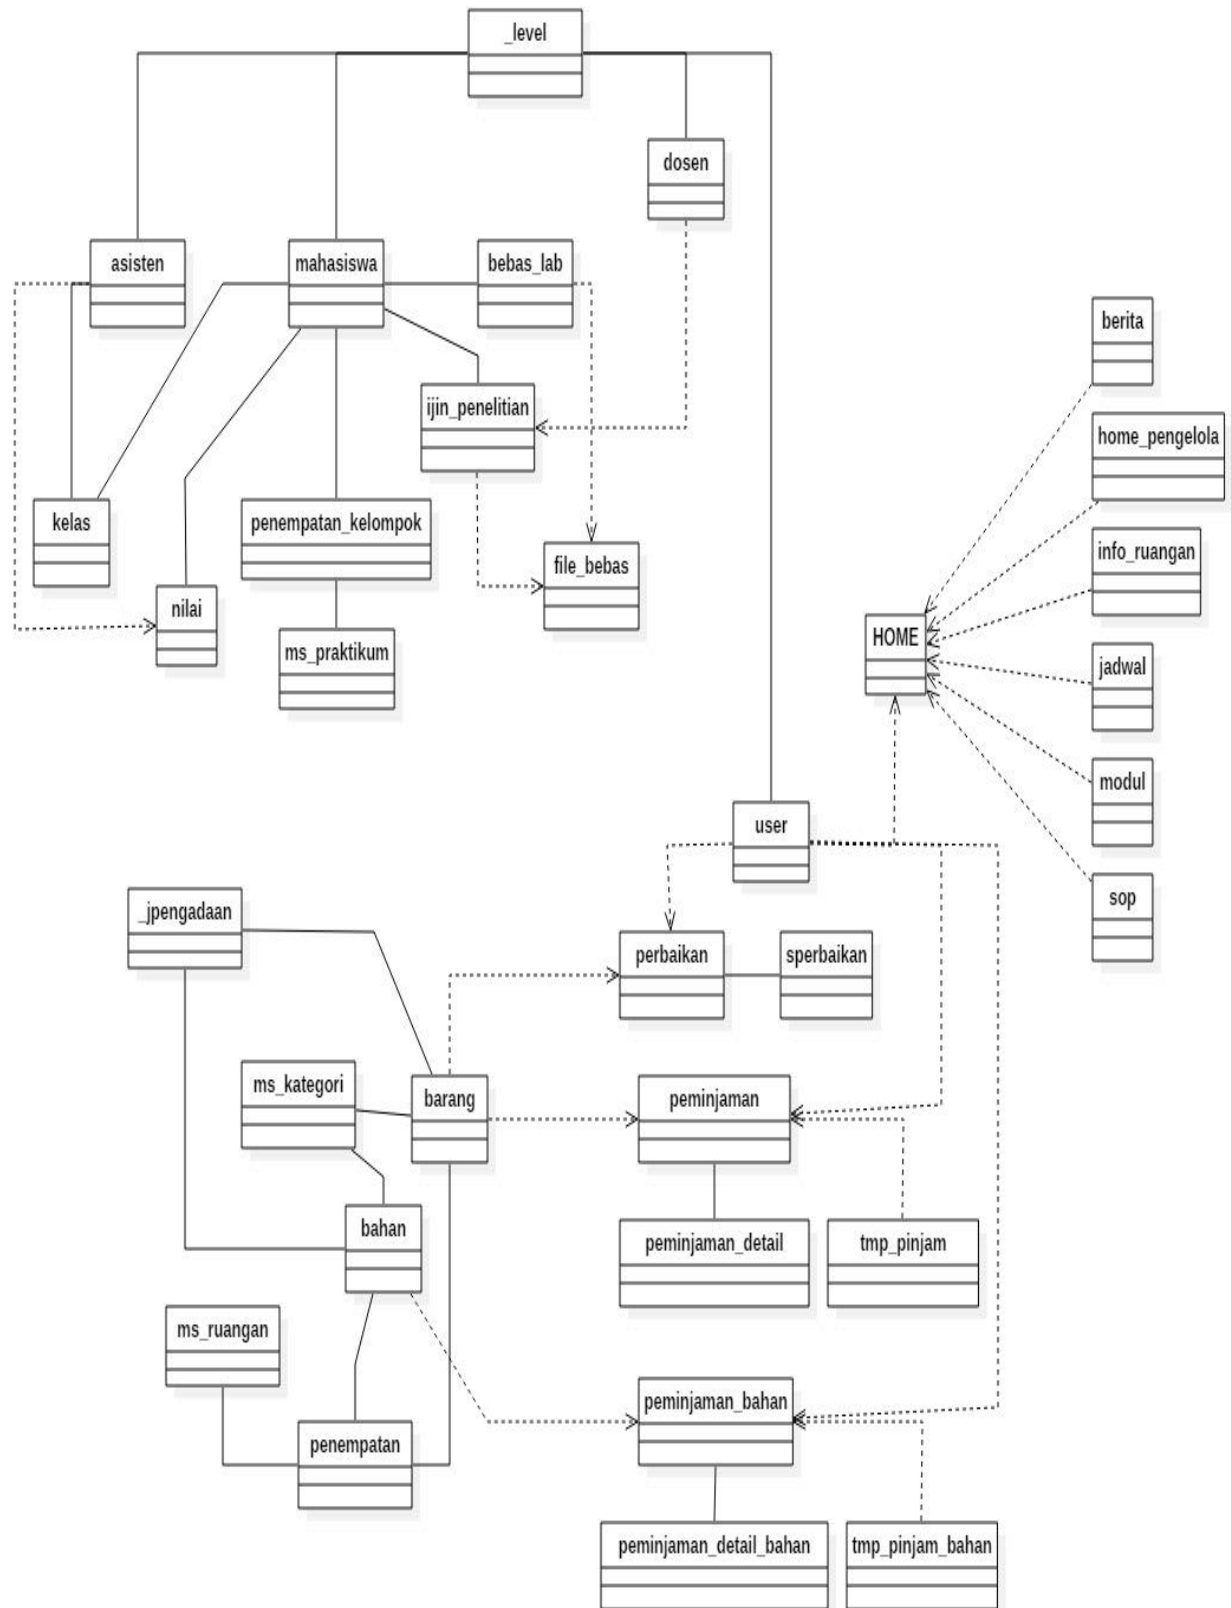 _level
dosen
asisten
mahasiswa
bebas_lab
berita
ijin_penelitian
home_pengelola
kelas
penempatan_kelompok
file_bebas
info_ruangan
nilai
HOME
ms_praktikum
jadwal
modul
user
sop
_jpengadaan
perbaikan
sperbaikan
ms_kategori
barang
peminjaman
bahan
peminjaman_detail
tmp_pinjam
ms_ruangan
peminjaman_bahan
penempatan
peminjaman_detail_bahan
tmp_pinjam_bahan